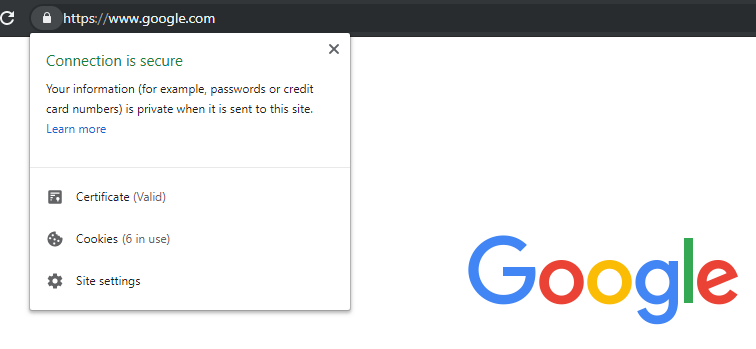 https://www.google.com
Connection is secure
Your information (for example, passwords or credit
card numbers) is private when it is sent to this site.
Learn more
Certificate (Valid)
Cookies (6 in use)
Site settings
Google